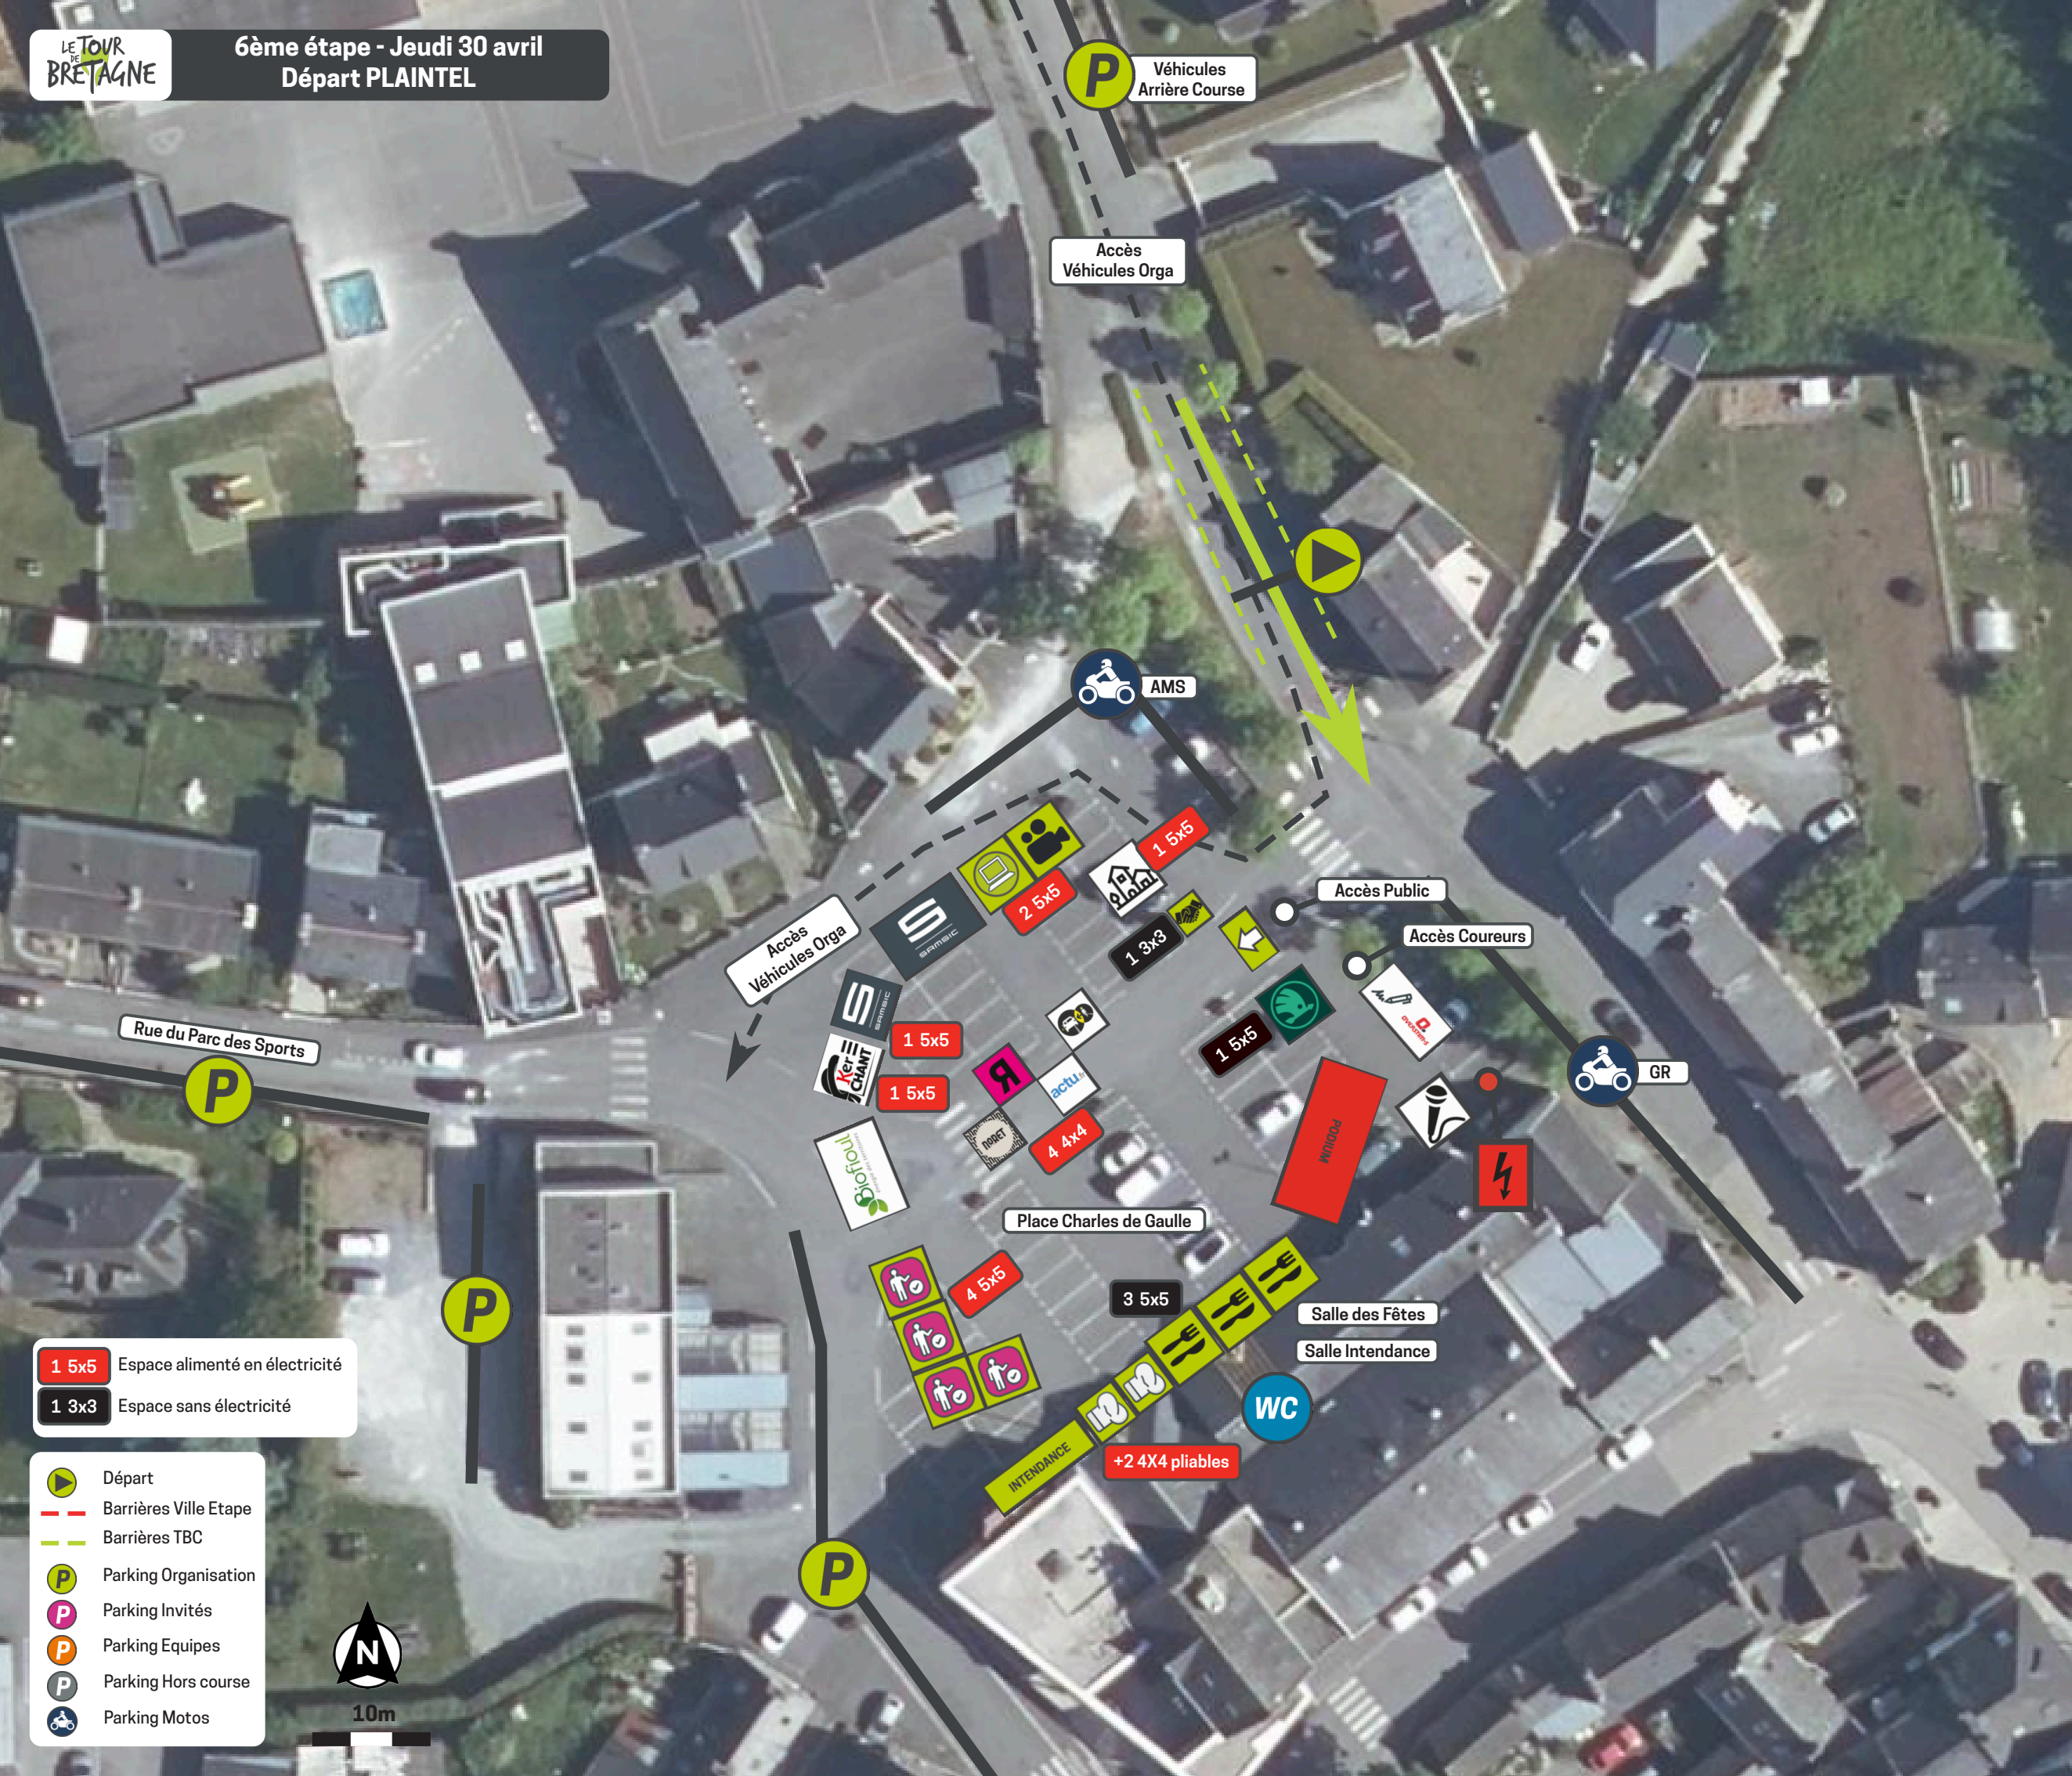 LE TOUR
DE
BRETAGNE
6ème étape - Jeudi 30 avril
Départ PLAINTEL
P
Véhicules
Arrière Course
Accès
Véhicules Orga
AMS
1 5x5
2 5x5
SAMSIC
1 3x3
Accès Public
Accès Coureurs
Accès
Véhicules Orga
SAMSIC
1 5x5
Ker
CHANT
1 5x5
Я
actu.fr
NORET
4 4x4
1 5x5
PODIUM
GR
Rue du Parc des Sports
P
Biofioul
Place Charles de Gaulle
4 5x5
3 5x5
P
Salle des Fêtes
Salle Intendance
WC
INTENDANCE
+2 4X4 pliables
P
1 5x5 Espace alimenté en électricité
1 3x3 Espace sans électricité
Départ
Barrières Ville Etape
Barrières TBC
P Parking Organisation
P Parking Invités
P Parking Equipes
P Parking Hors course
Parking Motos
N
10m